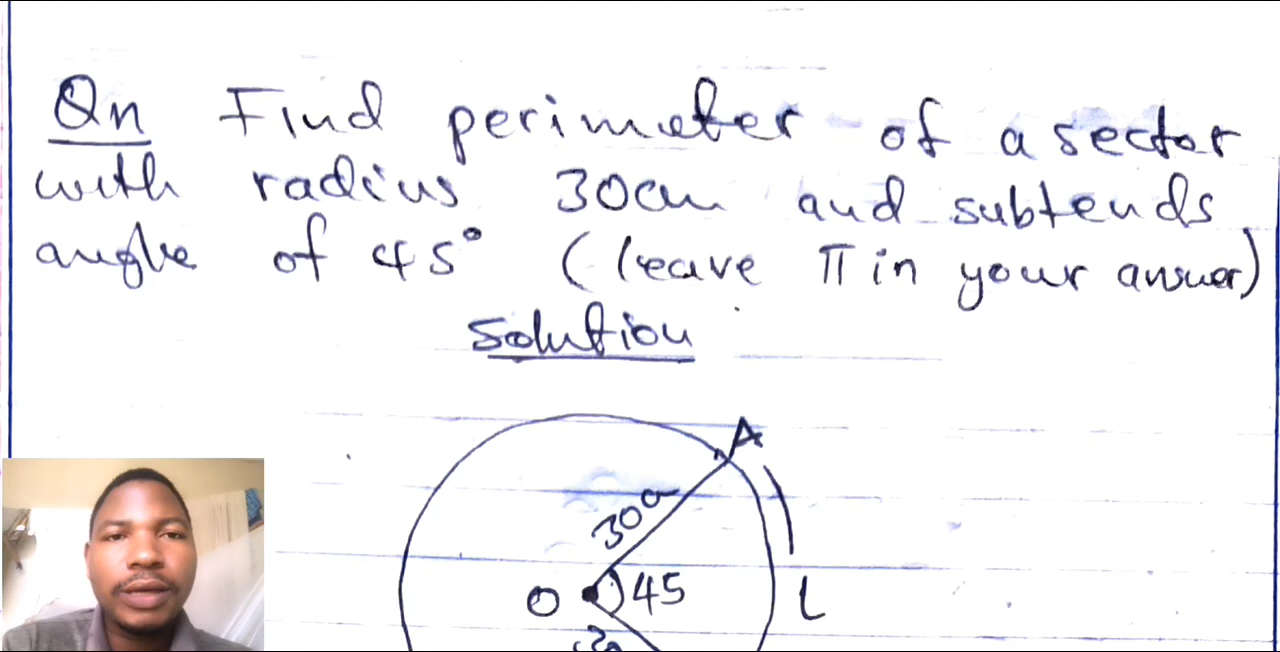 Qn Find perimeter of a sector
with radius 30cm and subtends
angle of 45° (leave π in your answer)
Solution
A
30c
O 45 L